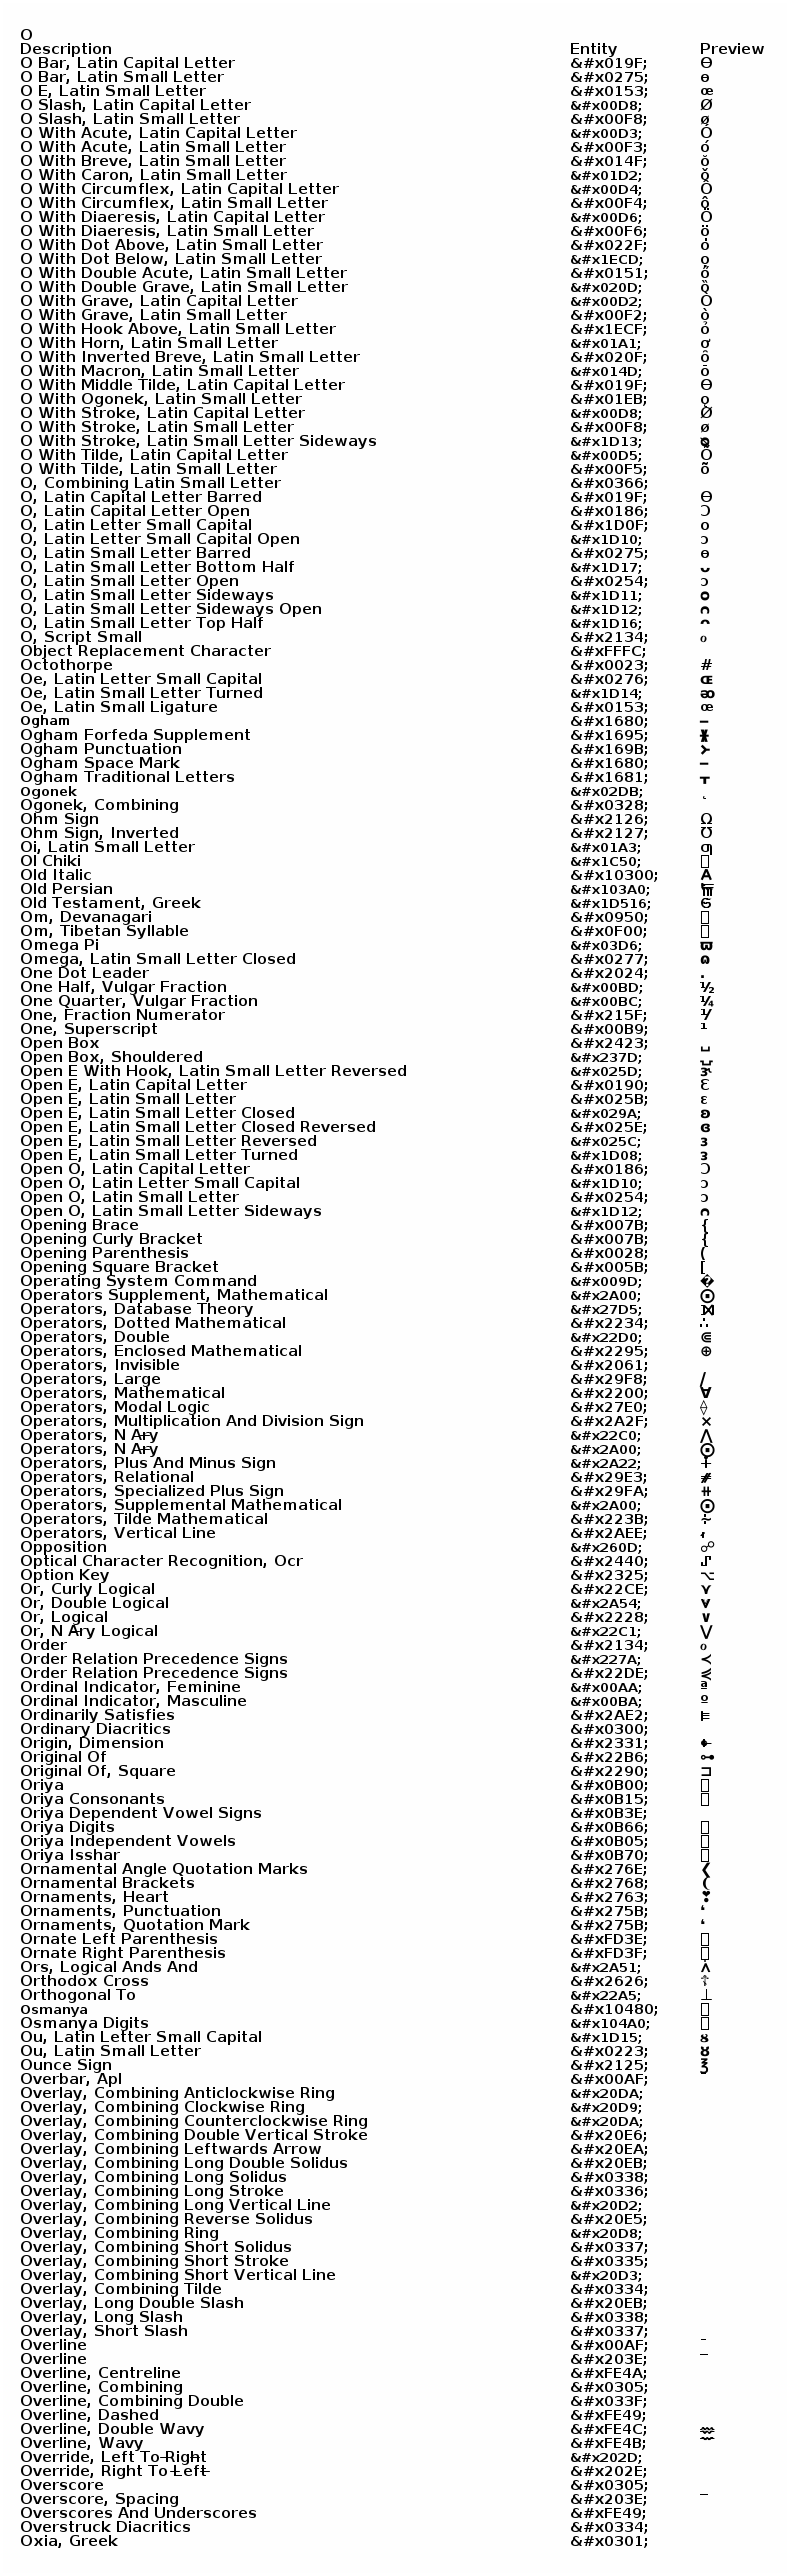 O
Description Entity Preview
O Bar, Latin Capital Letter &#x019F; Ɵ
O Bar, Latin Small Letter &#x0275; ɵ
O E, Latin Small Letter &#x0153; œ
O Slash, Latin Capital Letter &#x00D8; Ø
O Slash, Latin Small Letter &#x00F8; ø
O With Acute, Latin Capital Letter &#x00D3; Ó
O With Acute, Latin Small Letter &#x00F3; ó
O With Breve, Latin Small Letter &#x014F; ŏ
O With Caron, Latin Small Letter &#x01D2; ǒ
O With Circumflex, Latin Capital Letter &#x00D4; Ô
O With Circumflex, Latin Small Letter &#x00F4; ô
O With Diaeresis, Latin Capital Letter &#x00D6; Ö
O With Diaeresis, Latin Small Letter &#x00F6; ö
O With Dot Above, Latin Small Letter &#x022F; ȯ
O With Dot Below, Latin Small Letter &#x1ECD; ọ
O With Double Acute, Latin Small Letter &#x0151; ő
O With Double Grave, Latin Small Letter &#x020D; ȍ
O With Grave, Latin Capital Letter &#x00D2; Ò
O With Grave, Latin Small Letter &#x00F2; ò
O With Hook Above, Latin Small Letter &#x1ECF; ỏ
O With Horn, Latin Small Letter &#x01A1; ơ
O With Inverted Breve, Latin Small Letter &#x020F; ȏ
O With Macron, Latin Small Letter &#x014D; ō
O With Middle Tilde, Latin Capital Letter &#x019F; Ɵ
O With Ogonek, Latin Small Letter &#x01EB; ǫ
O With Stroke, Latin Capital Letter &#x00D8; Ø
O With Stroke, Latin Small Letter &#x00F8; ø
O With Stroke, Latin Small Letter Sideways &#x1D13; ᴓ
O With Tilde, Latin Capital Letter &#x00D5; Õ
O With Tilde, Latin Small Letter &#x00F5; õ
O, Combining Latin Small Letter &#x0366;
O, Latin Capital Letter Barred &#x019F; Ɵ
O, Latin Capital Letter Open &#x0186; Ɔ
O, Latin Letter Small Capital &#x1D0F; ᴏ
O, Latin Letter Small Capital Open &#x1D10; ᴐ
O, Latin Small Letter Barred &#x0275; ɵ
O, Latin Small Letter Bottom Half &#x1D17; ᴗ
O, Latin Small Letter Open &#x0254; ɔ
O, Latin Small Letter Sideways &#x1D11; ᴑ
O, Latin Small Letter Sideways Open &#x1D12; ᴒ
O, Latin Small Letter Top Half &#x1D16; ᴖ
O, Script Small &#x2134; ℴ
Object Replacement Character &#xFFFC;
Octothorpe &#x0023; #
Oe, Latin Letter Small Capital &#x0276; ɶ
Oe, Latin Small Letter Turned &#x1D14; ᴔ
Oe, Latin Small Ligature &#x0153; œ
Ogham &#x1680;  
Ogham Forfeda Supplement &#x1695; ᚕ
Ogham Punctuation &#x169B; ᚛
Ogham Space Mark &#x1680;  
Ogham Traditional Letters &#x1681; ᚁ
Ogonek &#x02DB; ˛
Ogonek, Combining &#x0328;
Ohm Sign &#x2126; Ω
Ohm Sign, Inverted &#x2127; ℧
Oi, Latin Small Letter &#x01A3; ƣ
Ol Chiki &#x1C50;
Old Italic &#x10300; 𐌀
Old Persian &#x103A0; 𐎠
Old Testament, Greek &#x1D516; 𝔖
Om, Devanagari &#x0950;
Om, Tibetan Syllable &#x0F00;
Omega Pi &#x03D6; ϖ
Omega, Latin Small Letter Closed &#x0277; ɷ
One Dot Leader &#x2024; ․
One Half, Vulgar Fraction &#x00BD; ½
One Quarter, Vulgar Fraction &#x00BC; ¼
One, Fraction Numerator &#x215F; ⅟
One, Superscript &#x00B9; ¹
Open Box &#x2423; ␣
Open Box, Shouldered &#x237D; ⍽
Open E With Hook, Latin Small Letter Reversed &#x025D; ɝ
Open E, Latin Capital Letter &#x0190; Ɛ
Open E, Latin Small Letter &#x025B; ɛ
Open E, Latin Small Letter Closed &#x029A; ʚ
Open E, Latin Small Letter Closed Reversed &#x025E; ɞ
Open E, Latin Small Letter Reversed &#x025C; ɜ
Open E, Latin Small Letter Turned &#x1D08; ᴈ
Open O, Latin Capital Letter &#x0186; Ɔ
Open O, Latin Letter Small Capital &#x1D10; ᴐ
Open O, Latin Small Letter &#x0254; ɔ
Open O, Latin Small Letter Sideways &#x1D12; ᴒ
Opening Brace &#x007B; {
Opening Curly Bracket &#x007B; {
Opening Parenthesis &#x0028; (
Opening Square Bracket &#x005B; [
Operating System Command &#x009D; �
Operators Supplement, Mathematical &#x2A00; ⨀
Operators, Database Theory &#x27D5; ⟕
Operators, Dotted Mathematical &#x2234; ∴
Operators, Double &#x22D0; ⋐
Operators, Enclosed Mathematical &#x2295; ⊕
Operators, Invisible &#x2061;
Operators, Large &#x29F8; ⧸
Operators, Mathematical &#x2200; ∀
Operators, Modal Logic &#x27E0; ⟠
Operators, Multiplication And Division Sign &#x2A2F; ⨯
Operators, N Ary &#x22C0; ⋀
Operators, N Ary &#x2A00; ⨀
Operators, Plus And Minus Sign &#x2A22; ⨢
Operators, Relational &#x29E3; ⧣
Operators, Specialized Plus Sign &#x29FA; ⧺
Operators, Supplemental Mathematical &#x2A00; ⨀
Operators, Tilde Mathematical &#x223B; ∻
Operators, Vertical Line &#x2AEE; ⫮
Opposition &#x260D; ☍
Optical Character Recognition, Ocr &#x2440; ⑀
Option Key &#x2325; ⌥
Or, Curly Logical &#x22CE; ⋎
Or, Double Logical &#x2A54; ⩔
Or, Logical &#x2228; ∨
Or, N Ary Logical &#x22C1; ⋁
Order &#x2134; ℴ
Order Relation Precedence Signs &#x227A; ≺
Order Relation Precedence Signs &#x22DE; ⋞
Ordinal Indicator, Feminine &#x00AA; ª
Ordinal Indicator, Masculine &#x00BA; º
Ordinarily Satisfies &#x2AE2; ⫢
Ordinary Diacritics &#x0300;
Origin, Dimension &#x2331; ⌱
Original Of &#x22B6; ⊶
Original Of, Square &#x2290; ⊐
Oriya &#x0B00;
Oriya Consonants &#x0B15;
Oriya Dependent Vowel Signs &#x0B3E;
Oriya Digits &#x0B66;
Oriya Independent Vowels &#x0B05;
Oriya Isshar &#x0B70;
Ornamental Angle Quotation Marks &#x276E; ❮
Ornamental Brackets &#x2768; ❨
Ornaments, Heart &#x2763; ❣
Ornaments, Punctuation &#x275B; ❛
Ornaments, Quotation Mark &#x275B; ❛
Ornate Left Parenthesis &#xFD3E;
Ornate Right Parenthesis &#xFD3F;
Ors, Logical Ands And &#x2A51; ⩑
Orthodox Cross &#x2626; ☦
Orthogonal To &#x22A5; ⊥
Osmanya &#x10480;
Osmanya Digits &#x104A0;
Ou, Latin Letter Small Capital &#x1D15; ᴕ
Ou, Latin Small Letter &#x0223; ȣ
Ounce Sign &#x2125; ℥
Overbar, Apl &#x00AF;
Overlay, Combining Anticlockwise Ring &#x20DA;
Overlay, Combining Clockwise Ring &#x20D9;
Overlay, Combining Counterclockwise Ring &#x20DA;
Overlay, Combining Double Vertical Stroke &#x20E6;
Overlay, Combining Leftwards Arrow &#x20EA;
Overlay, Combining Long Double Solidus &#x20EB;
Overlay, Combining Long Solidus &#x0338;
Overlay, Combining Long Stroke &#x0336;
Overlay, Combining Long Vertical Line &#x20D2;
Overlay, Combining Reverse Solidus &#x20E5;
Overlay, Combining Ring &#x20D8;
Overlay, Combining Short Solidus &#x0337;
Overlay, Combining Short Stroke &#x0335;
Overlay, Combining Short Vertical Line &#x20D3;
Overlay, Combining Tilde &#x0334;
Overlay, Long Double Slash &#x20EB;
Overlay, Long Slash &#x0338;
Overlay, Short Slash &#x0337;
Overline &#x00AF; ¯
Overline &#x203E; ‾
Overline, Centreline &#xFE4A;
Overline, Combining &#x0305;
Overline, Combining Double &#x033F;
Overline, Dashed &#xFE49;
Overline, Double Wavy &#xFE4C; ﹌
Overline, Wavy &#xFE4B; ﹋
Override, Left To Right &#x202D;
Override, Right To Left &#x202E;
Overscore &#x0305;
Overscore, Spacing &#x203E; ‾
Overscores And Underscores &#xFE49;
Overstruck Diacritics &#x0334;
Oxia, Greek &#x0301;